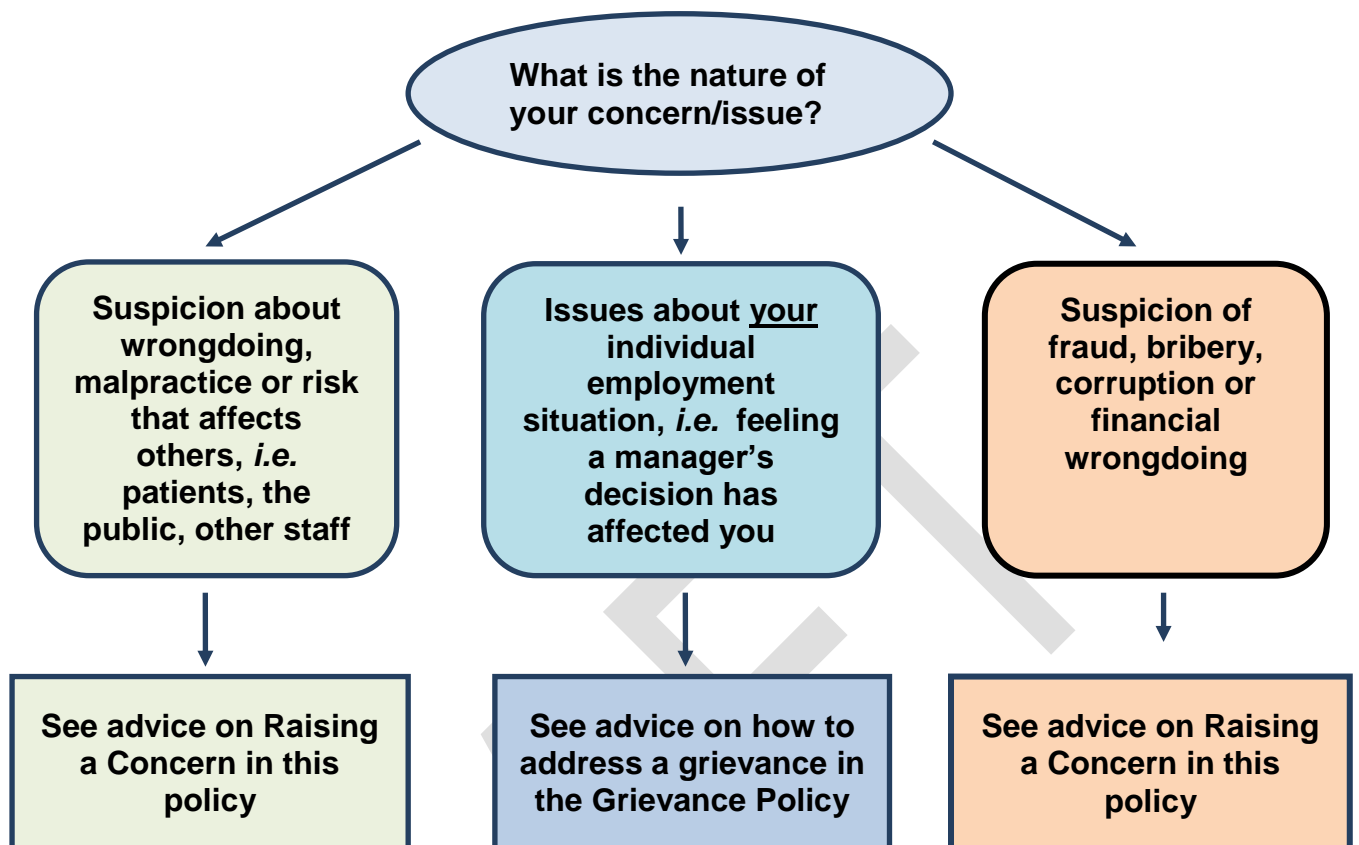 What is the nature of
your concern/issue?
Suspicion about
wrongdoing,
malpractice or risk
that affects
others, i.e.
patients, the
public, other staff
Issues about your
individual
employment
situation, i.e. feeling
a manager’s
decision has
affected you
Suspicion of
fraud, bribery,
corruption or
financial
wrongdoing
See advice on Raising
a Concern in this
policy
See advice on how to
address a grievance in
the Grievance Policy
See advice on Raising
a Concern in this
policy